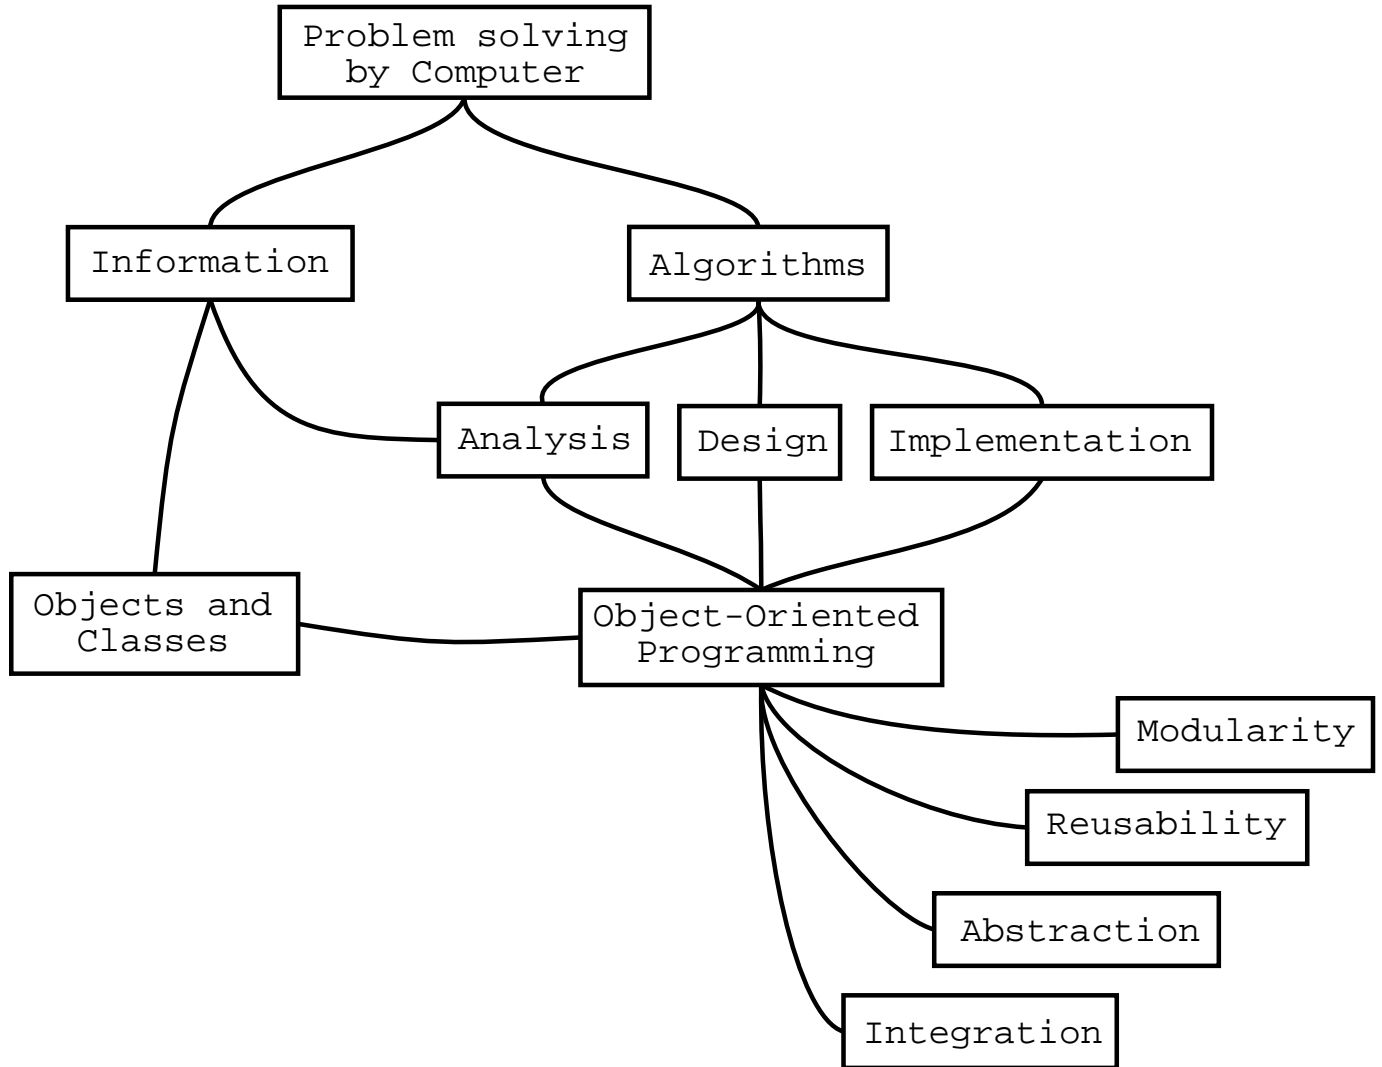 Problem solving
by Computer
Information
Algorithms
Analysis
Design
Implementation
Objects and
Classes
Object-Oriented
Programming
Modularity
Reusability
Abstraction
Integration